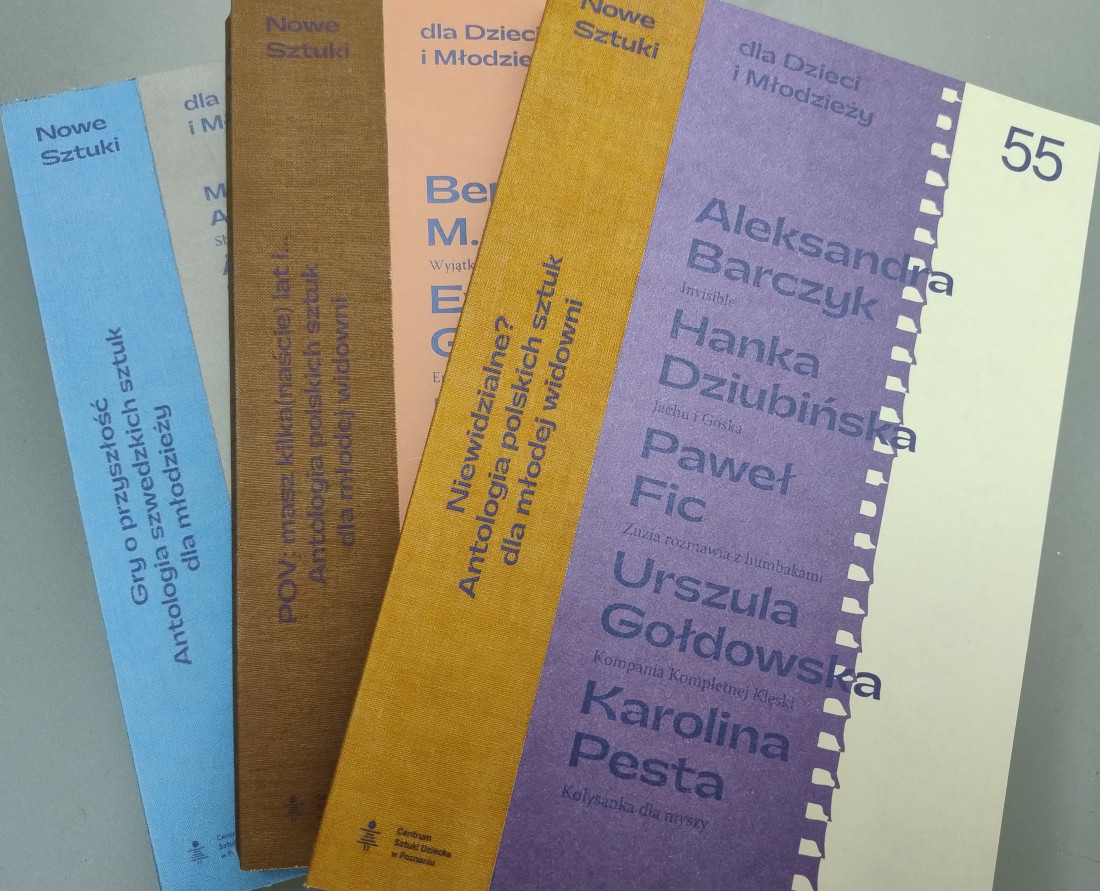 Nowe
Sztuki
dla
i M
M
A
Gry o przyszłość
Antologia szwedzkich sztuk
dla młodzieży
Centrum
Nowe
Sztuki
dla Dzieci
i Młodzie
Ber
M.
Wyjątk
E
G
POV: masz kilka(naście) lat i...
Antologia polskich sztuk
dla młodej widowni
Nowe
Sztuki
dla Dzieci
i Młodzieży
55
Aleksandra
Barczyk
Invisible
Hanka
Dziubińska
Jachu i Gośka
Paweł
Fic
Zuzia rozmawia z humbakami
Urszula
Gołdowska
Kompania Kompletnej Klęski
Karolina
Pesta
Kołysanka dla myszy
Niewidzialne?
Antologia polskich sztuk
dla młodej widowni
Centrum
Sztuki Dziecka
w Poznaniu